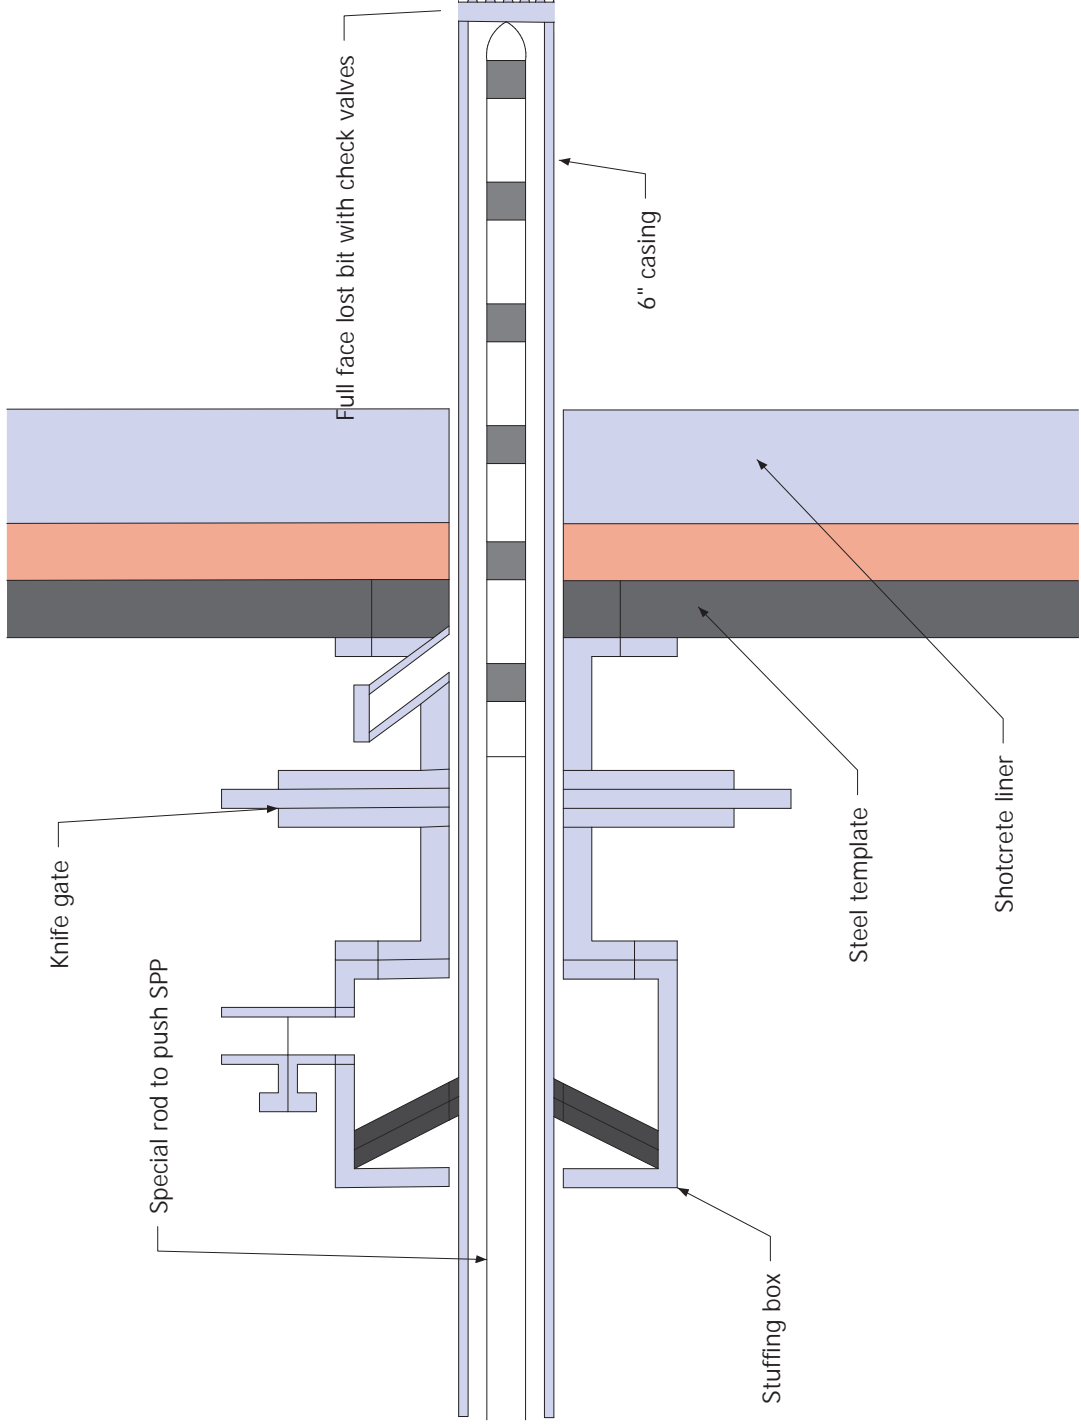 Full face lost bit with check valves
6" casing
Knife gate
Special rod to push SPP
Steel template
Shotcrete liner
Stuffing box